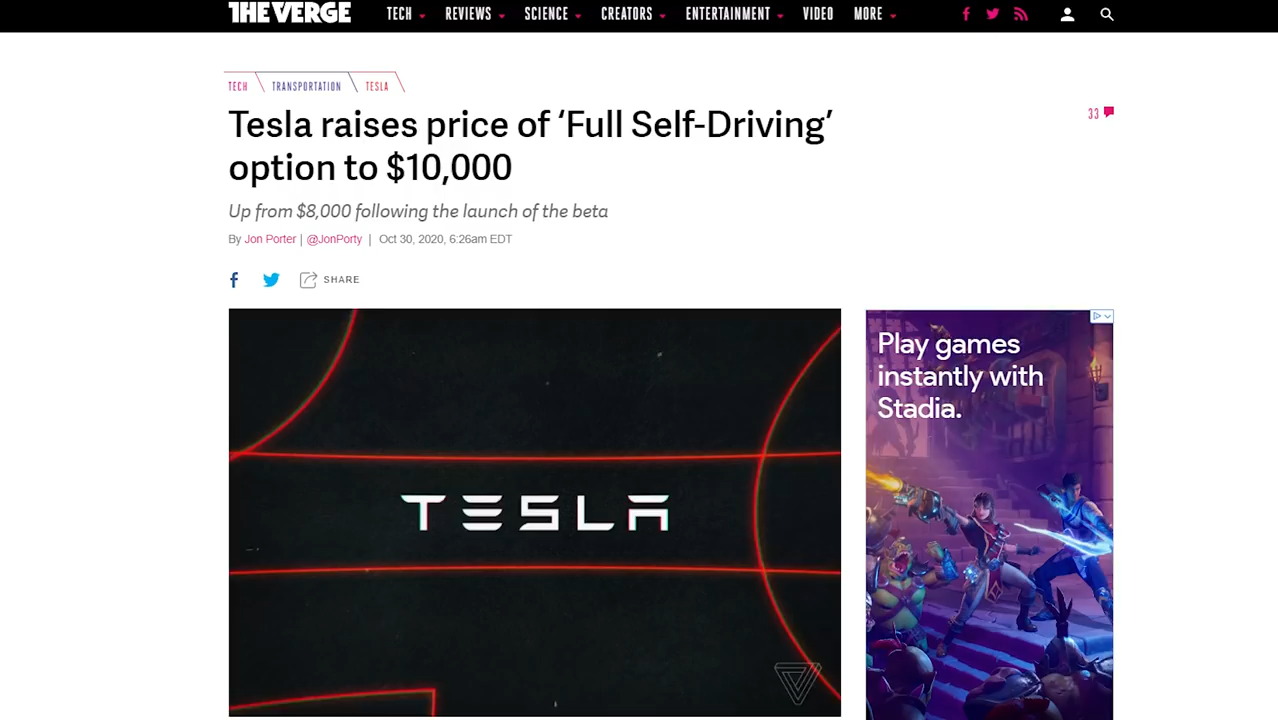 THE VERGE
TECH REVIEWS SCIENCE CREATORS ENTERTAINMENT VIDEO MORE
TECH TRANSPORTATION TESLA
Tesla raises price of ‘Full Self-Driving’
option to $10,000
33
Up from $8,000 following the launch of the beta
By Jon Porter | @JonPorty | Oct 30, 2020, 6:26am EDT
SHARE
TESLA
Play games
instantly with
Stadia.